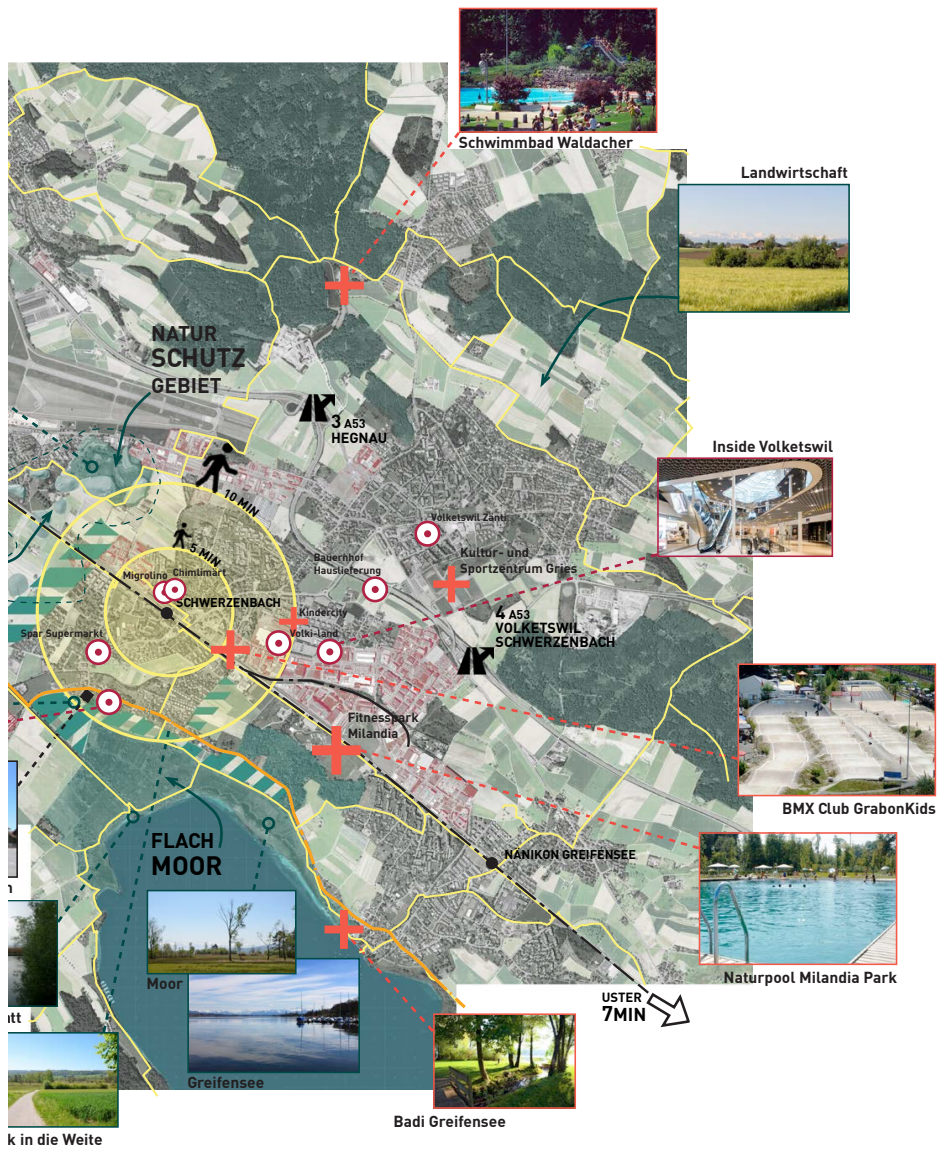 Schwimmbad Waldacher
Landwirtschaft
NATUR
SCHUTZ
GEBIET
3 A53
HEGNAU
Inside Volketswil
10 MIN
5 MIN
Volketswil Zänti
Kultur- und
Sportzentrum Gries
Bauernhof
Hauslieferung
Migrolino
Chimlimärt
SCHWERZENBACH
Kindercity
4 A53
VOLKETSWIL
SCHWERZENBACH
Spar Supermarkt
Volki-land
Fitnesspark
Milandia
BMX Club GrabonKids
FLACH
MOOR
NÄNIKON GREIFENSEE
n
Moor
Naturpool Milandia Park
USTER
7MIN
att
Greifensee
Badi Greifensee
k in die Weite